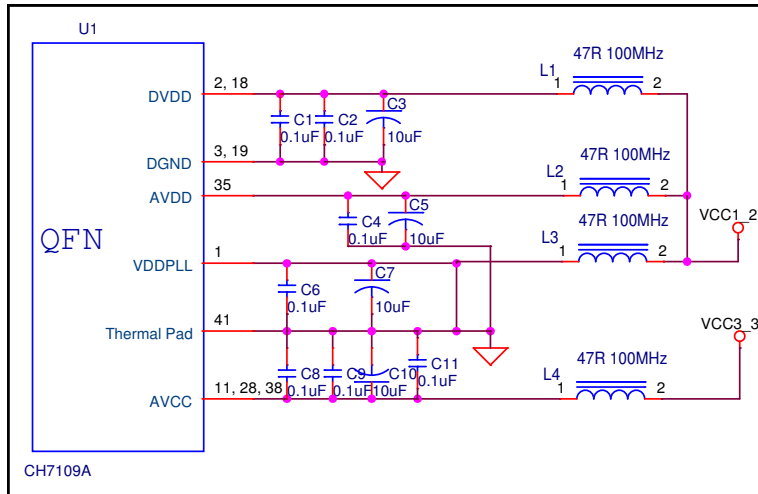 U1
47R 100MHz
L1
2, 18
1
2
DVDD
C1
C2
C3
0.1uF
0.1uF
10uF
47R 100MHz
3, 19
DGND
L2
35
1
2
AVDD
C4
C5
47R 100MHz
VCC1_2
0.1uF
10uF
QFN
L3
1
1
2
VDDPLL
C6
C7
0.1uF
10uF
VCC3_3
41
Thermal Pad
47R 100MHz
C8
C9
C10
C11
0.1uF
0.1uF
10uF
0.1uF
L4
11, 28, 38
1
2
AVCC
CH7109A